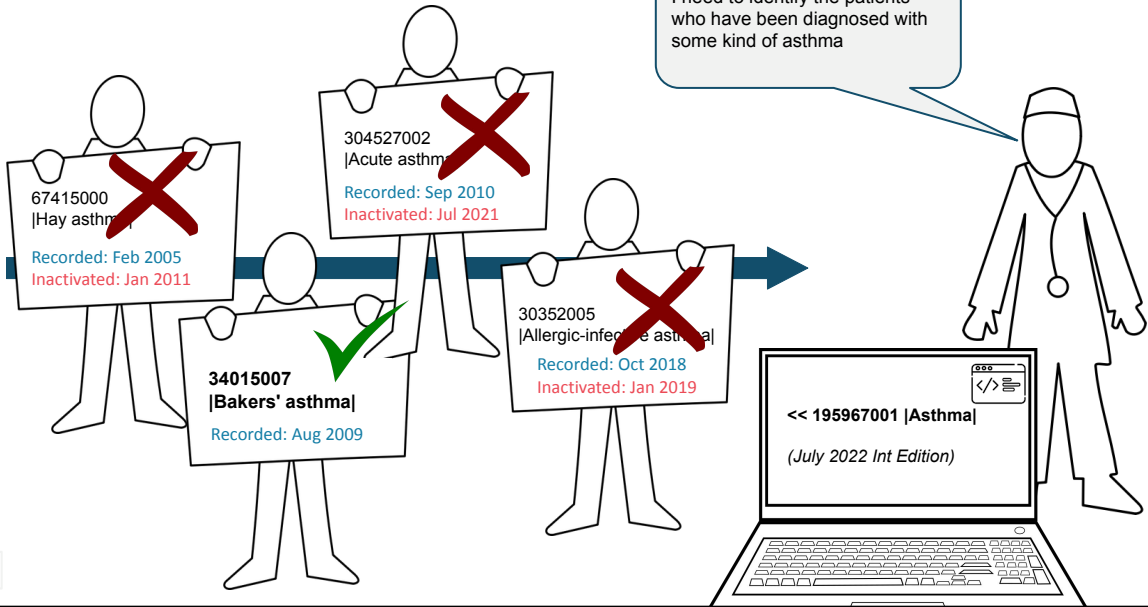 I need to identify the patients
who have been diagnosed with
some kind of asthma
304527002
|Acute asthma
Recorded: Sep 2010
Inactivated: Jul 2021
67415000
|Hay asthma|
Recorded: Feb 2005
Inactivated: Jan 2011
30352005
|Allergic-infective asthma|
Recorded: Oct 2018
Inactivated: Jan 2019
34015007
|Bakers' asthma|
Recorded: Aug 2009
</>
<< 195967001 |Asthma|
(July 2022 Int Edition)